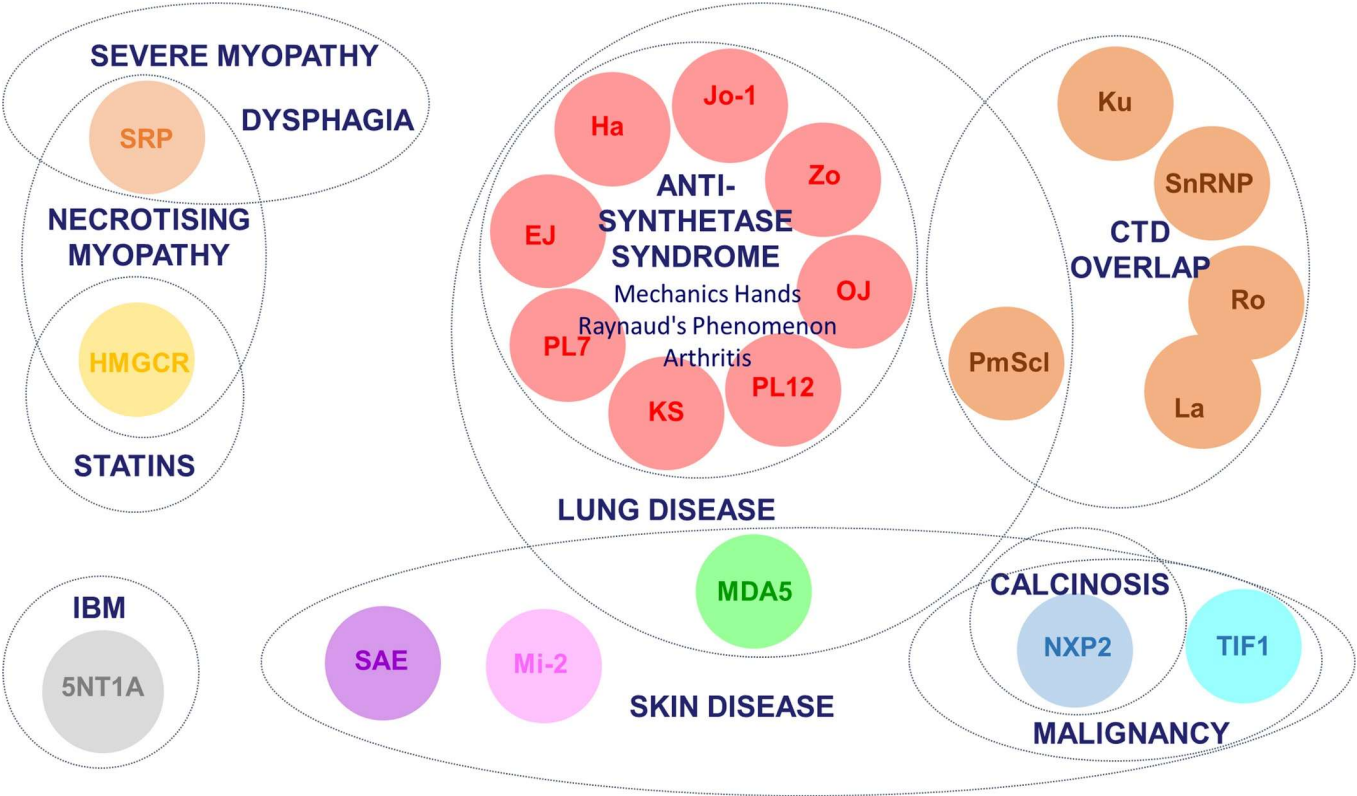 SEVERE MYOPATHY
DYSPHAGIA
SRP
NECROTISING
MYOPATHY
HMGCR
STATINS
IBM
5NT1A
Jo-1
Ha
Zo
EJ
OJ
PL7
PL12
KS
ANTI-
SYNTHETASE
SYNDROME
Mechanics Hands
Raynaud's Phenomenon
Arthritis
LUNG DISEASE
Ku
SnRNP
CTD
OVERLAP
Ro
PmScl
La
MDA5
SAE
Mi-2
SKIN DISEASE
CALCINOSIS
NXP2
TIF1
MALIGNANCY